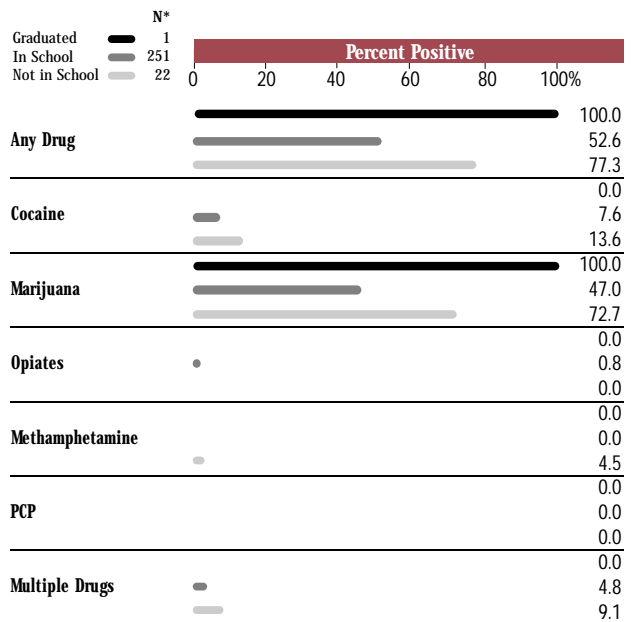 N*
Graduated 1
In School 251
Not in School 22
Percent Positive
0 20 40 60 80 100%
100.0
Any Drug 52.6
77.3
0.0
Cocaine 7.6
13.6
100.0
Marijuana 47.0
72.7
0.0
Opiates 0.8
0.0
0.0
Methamphetamine 0.0
4.5
0.0
PCP 0.0
0.0
0.0
Multiple Drugs 4.8
9.1